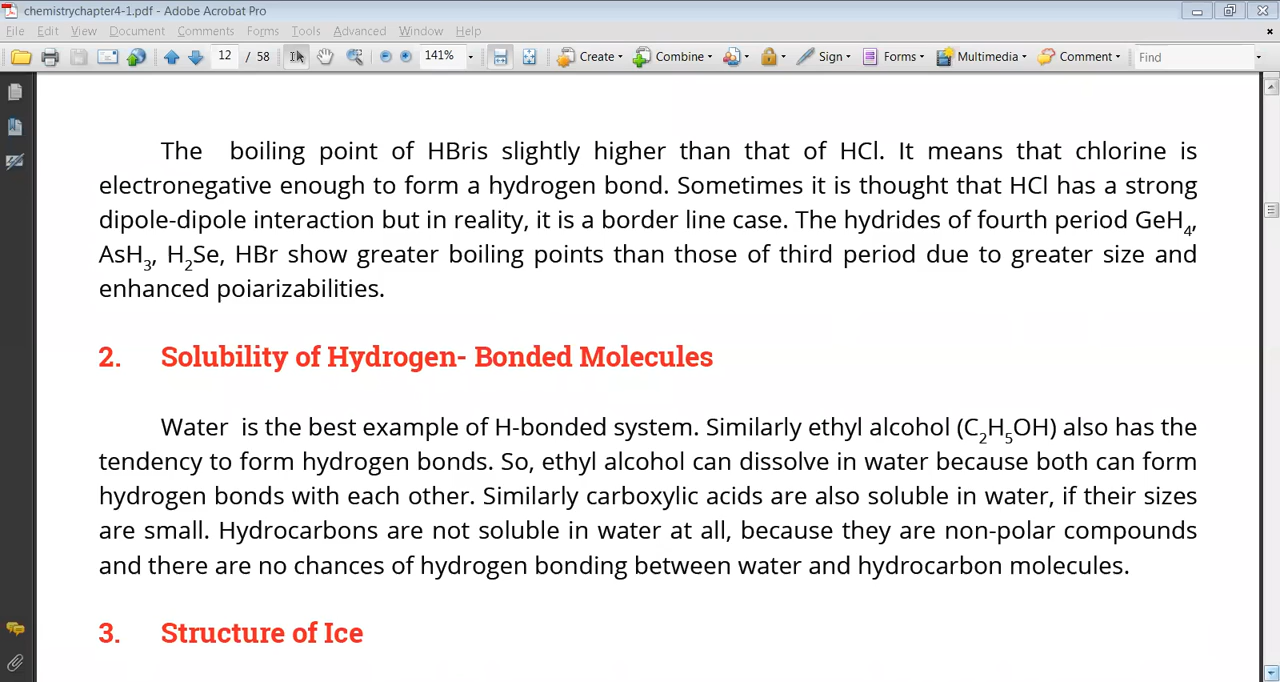 chemistrychapter4-1.pdf - Adobe Acrobat Pro
File Edit View Document Comments Forms Tools Advanced Window Help
12 / 58 141% Create Combine Sign Forms Multimedia Comment Find
The boiling point of HBris slightly higher than that of HCl. It means that chlorine is
electronegative enough to form a hydrogen bond. Sometimes it is thought that HCl has a strong
dipole-dipole interaction but in reality, it is a border line case. The hydrides of fourth period GeH₄,
AsH₃, H₂Se, HBr show greater boiling points than those of third period due to greater size and
enhanced poiarizabilities.
2. Solubility of Hydrogen- Bonded Molecules
Water is the best example of H-bonded system. Similarly ethyl alcohol (C₂H₅OH) also has the
tendency to form hydrogen bonds. So, ethyl alcohol can dissolve in water because both can form
hydrogen bonds with each other. Similarly carboxylic acids are also soluble in water, if their sizes
are small. Hydrocarbons are not soluble in water at all, because they are non-polar compounds
and there are no chances of hydrogen bonding between water and hydrocarbon molecules.
3. Structure of Ice